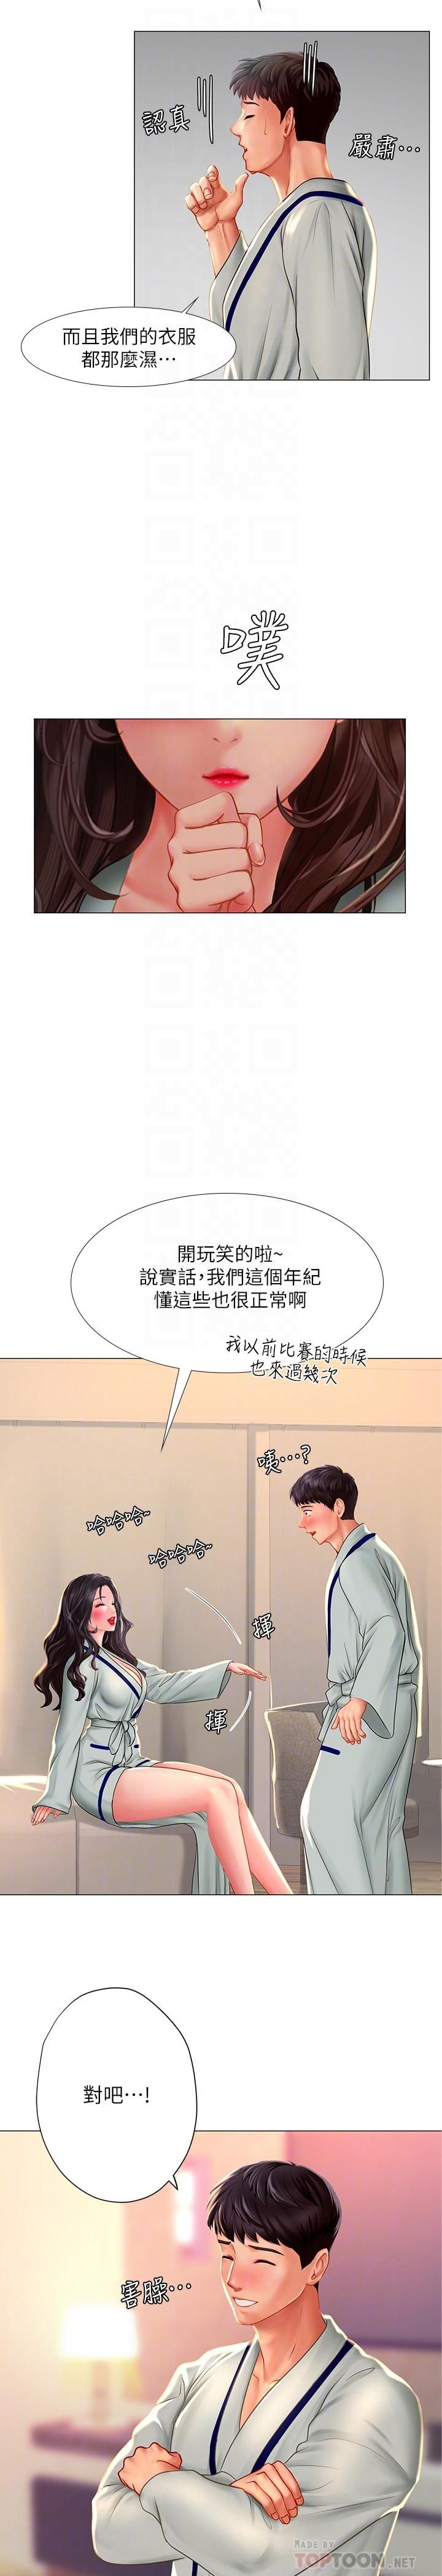 認真
嚴肅⋯
而且我們的衣服
都那麼濕⋯
噗
開玩笑的啦~
說實話,我們這個年紀
懂這些也很正常啊
我以前比賽的時候
也來過幾次
咦⋯?
哈哈哈~
哈哈哈~
揮
揮
對吧⋯!
害臊⋯
MADE BY
TOPTOON.NET